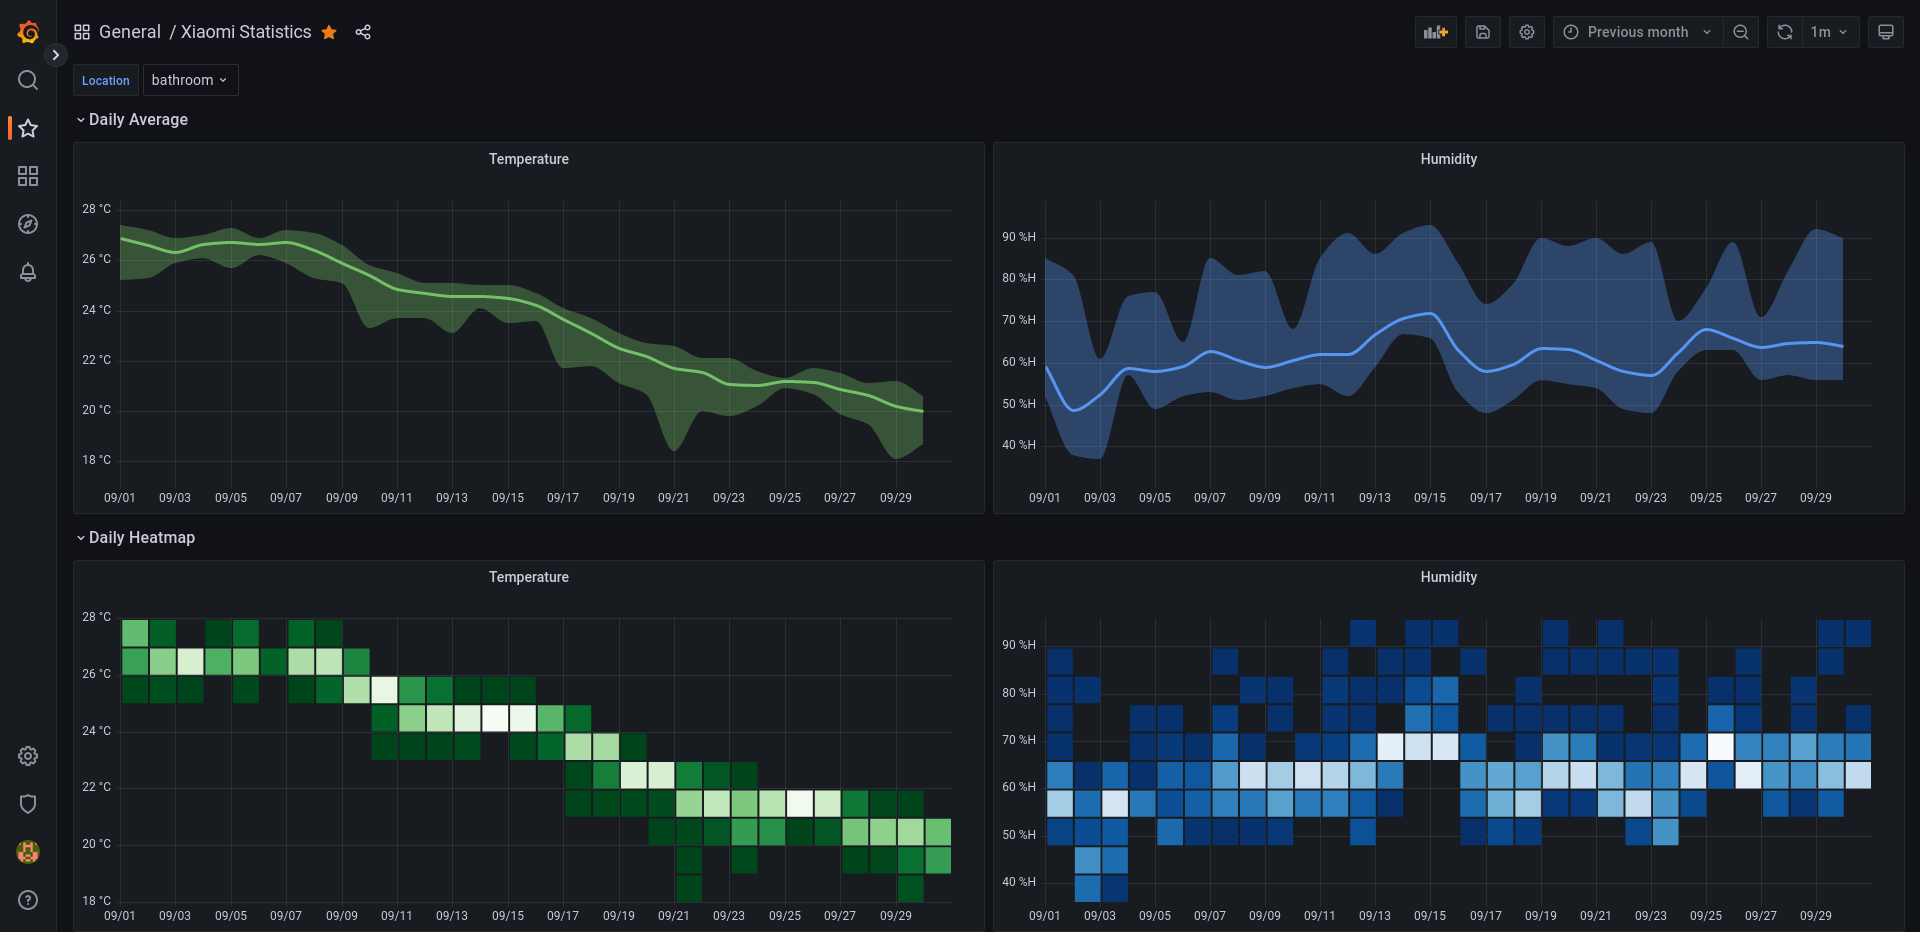 General / Xiaomi Statistics
Previous month
1m
Location
bathroom
Daily Average
Temperature
28 °C
26 °C
24 °C
22 °C
20 °C
18 °C
09/01 09/03 09/05 09/07 09/09 09/11 09/13 09/15 09/17 09/19 09/21 09/23 09/25 09/27 09/29
Humidity
90 %H
80 %H
70 %H
60 %H
50 %H
40 %H
09/01 09/03 09/05 09/07 09/09 09/11 09/13 09/15 09/17 09/19 09/21 09/23 09/25 09/27 09/29
Daily Heatmap
Temperature
28 °C
26 °C
24 °C
22 °C
20 °C
18 °C
09/01 09/03 09/05 09/07 09/09 09/11 09/13 09/15 09/17 09/19 09/21 09/23 09/25 09/27 09/29
Humidity
90 %H
80 %H
70 %H
60 %H
50 %H
40 %H
09/01 09/03 09/05 09/07 09/09 09/11 09/13 09/15 09/17 09/19 09/21 09/23 09/25 09/27 09/29